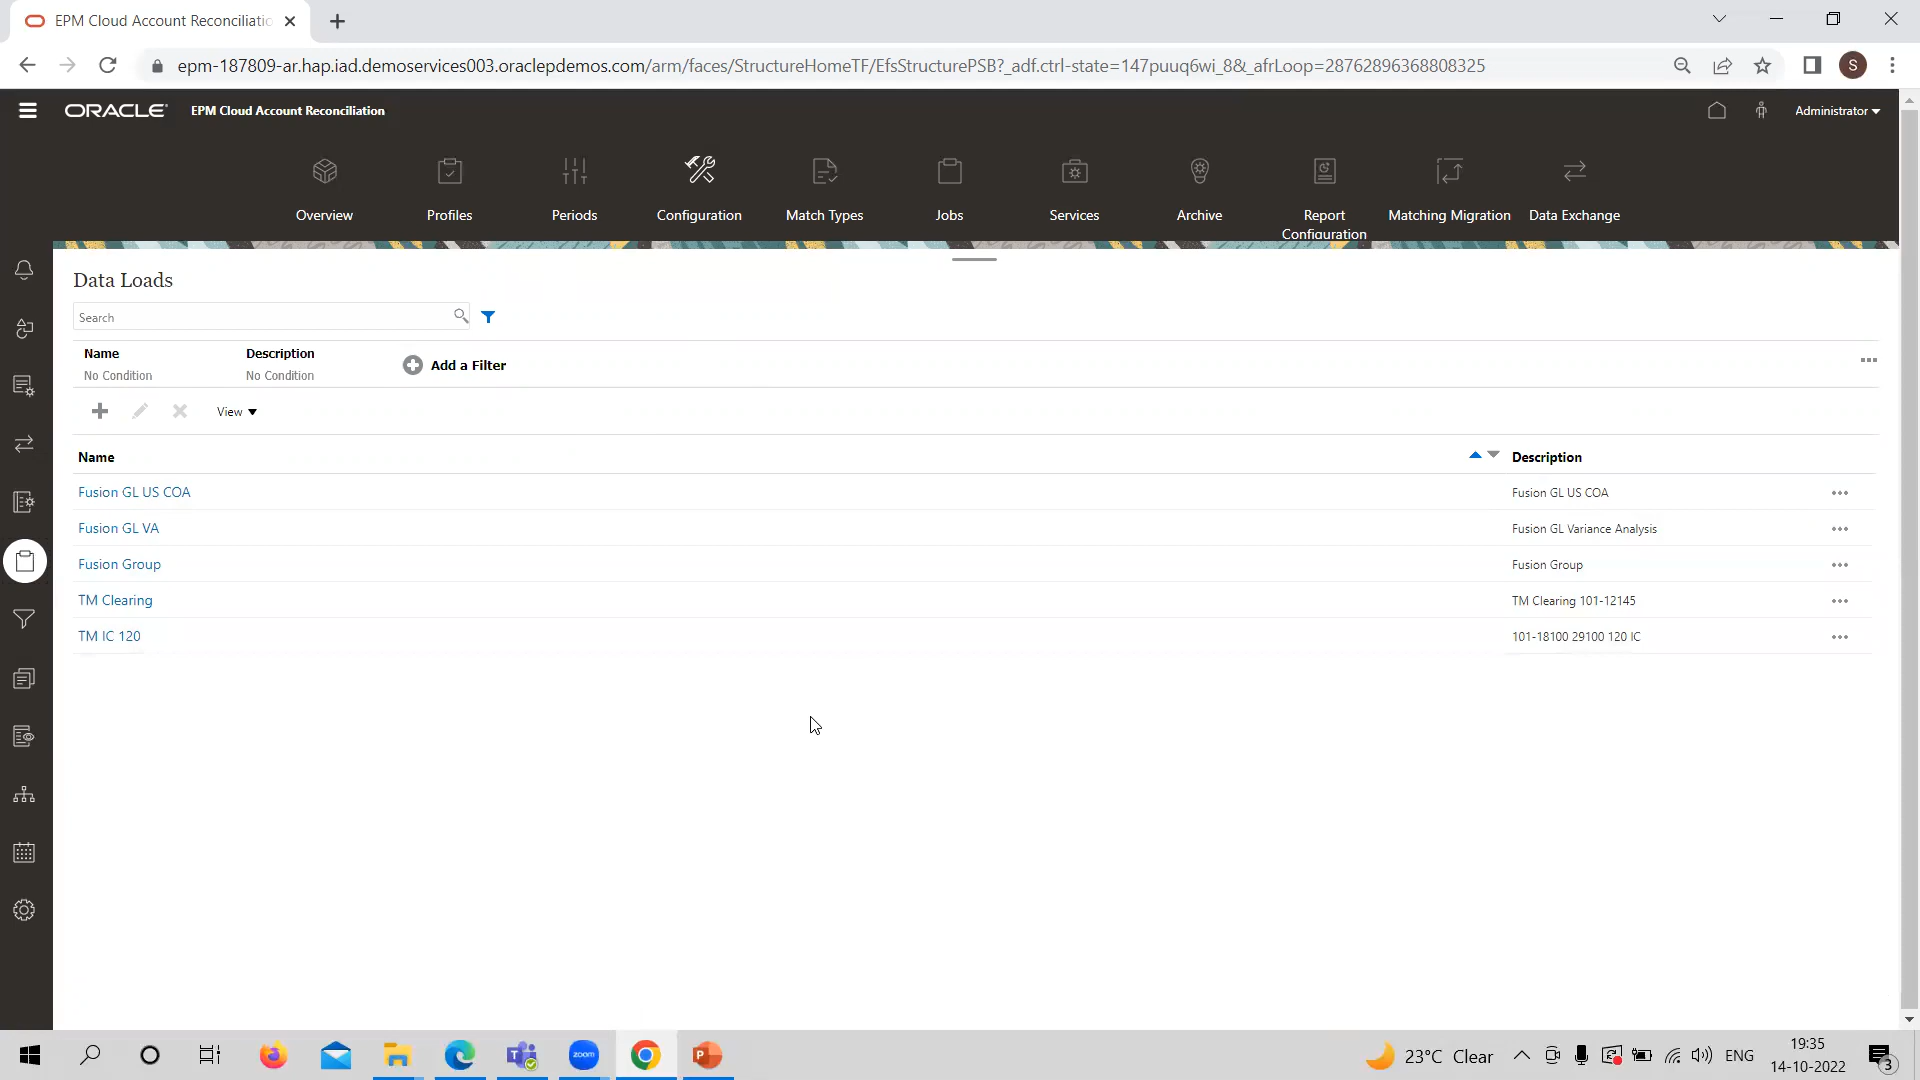 EPM Cloud Account Reconciliatio
epm-187809-ar.hap.iad.demoservices003.oraclepdemos.com/arm/faces/StructureHomeTF/EfsStructurePSB?_adf.ctrl-state=147puuq6wi_8&_afrLoop=28762896368808325
S
ORACLE
EPM Cloud Account Reconciliation
Administrator
Overview
Profiles
Periods
Configuration
Match Types
Jobs
Services
Archive
Report
Configuration
Matching Migration
Data Exchange
Data Loads
Search
Name
Description
No Condition
No Condition
Add a Filter
View
Name
Description
Fusion GL US COA
Fusion GL US COA
Fusion GL VA
Fusion GL Variance Analysis
Fusion Group
Fusion Group
TM Clearing
TM Clearing 101-12145
TM IC 120
101-18100 29100 120 IC
zoom
23°C Clear
ENG
19:35
14-10-2022
3